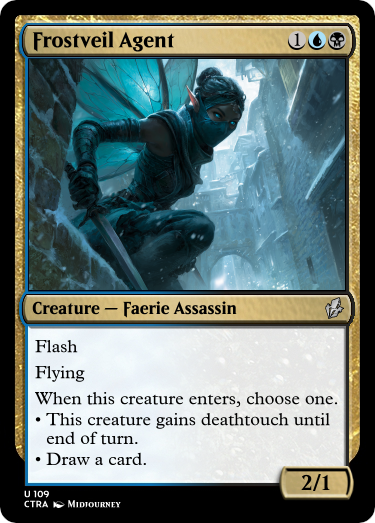 Frostveil Agent 1
Creature — Faerie Assassin
Flash
Flying
When this creature enters, choose one.
• This creature gains deathtouch until
end of turn.
• Draw a card.
2/1
U 109
CTRA Midjourney